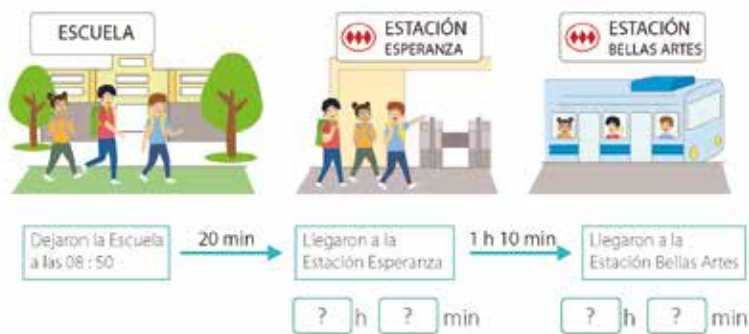 ESCUELA
ESTACIÓN
ESPERANZA
ESTACIÓN
BELLAS ARTES
Dejaron la Escuela
a las 08 : 50
20 min
Llegaron a la
Estación Esperanza
1 h 10 min
Llegaron a la
Estación Bellas Artes
? h ? min
? h ? min